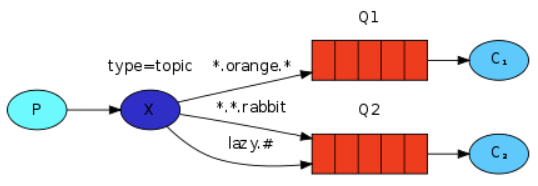 Q1
type=topic
*.orange.*
C₁
P
X
*.*.rabbit
Q2
lazy.#
C₂